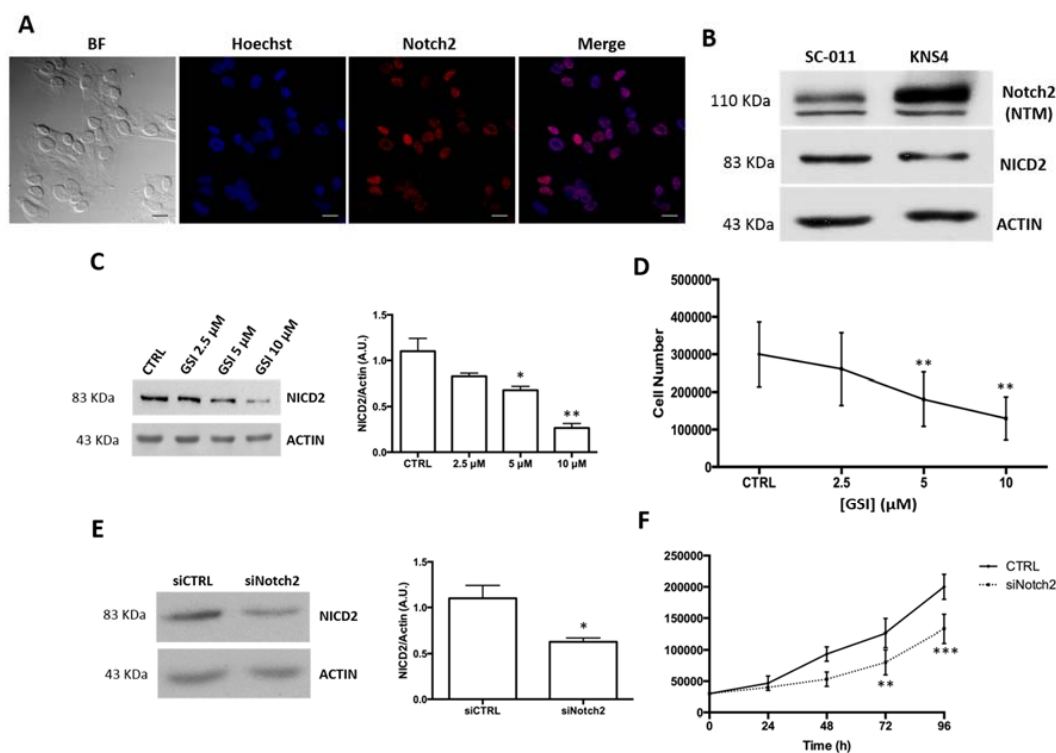 A
BF
Hoechst
Notch2
Merge
B
SC-011
KNS4
110 KDa
Notch2
(NTM)
83 KDa
NICD2
43 KDa
ACTIN
C
CTRL
GSI 2.5 µM
GSI 5 µM
GSI 10 µM
83 KDa
NICD2
43 KDa
ACTIN
NICD2/Actin (A.U.)
1.5
1.0
0.5
0.0
*
**
CTRL
2.5 µM
5 µM
10 µM
D
Cell Number
500000
400000
300000
200000
100000
0
**
**
CTRL
2.5
5
10
[GSI] (µM)
E
siCTRL
siNotch2
83 KDa
NICD2
43 KDa
ACTIN
NICD2/Actin (A.U.)
1.5
1.0
0.5
0.0
*
siCTRL
siNotch2
F
250000
200000
150000
100000
50000
0
CTRL
siNotch2
**
***
0
24
48
72
96
Time (h)